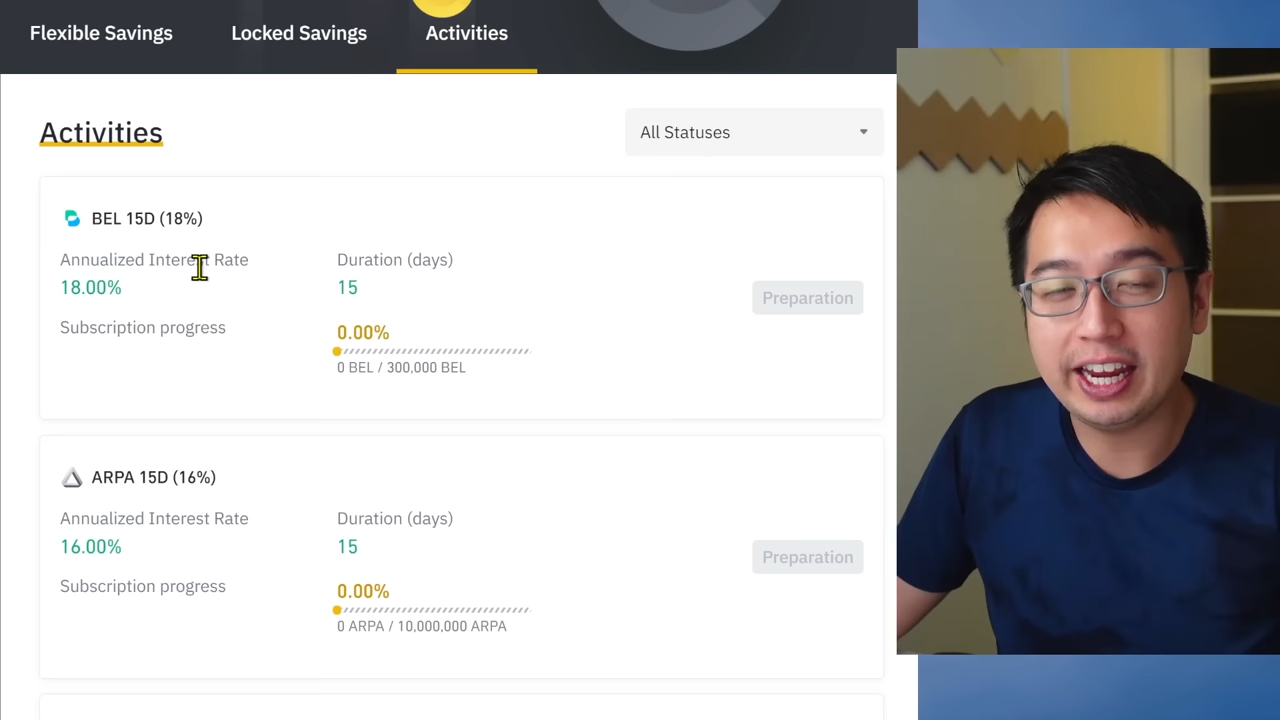 Flexible Savings
Locked Savings
Activities
Activities
All Statuses
BEL 15D (18%)
Annualized Interest Rate
Duration (days)
18.00%
15
Preparation
Subscription progress
0.00%
0 BEL / 300,000 BEL
ARPA 15D (16%)
Annualized Interest Rate
Duration (days)
16.00%
15
Preparation
Subscription progress
0.00%
0 ARPA / 10,000,000 ARPA